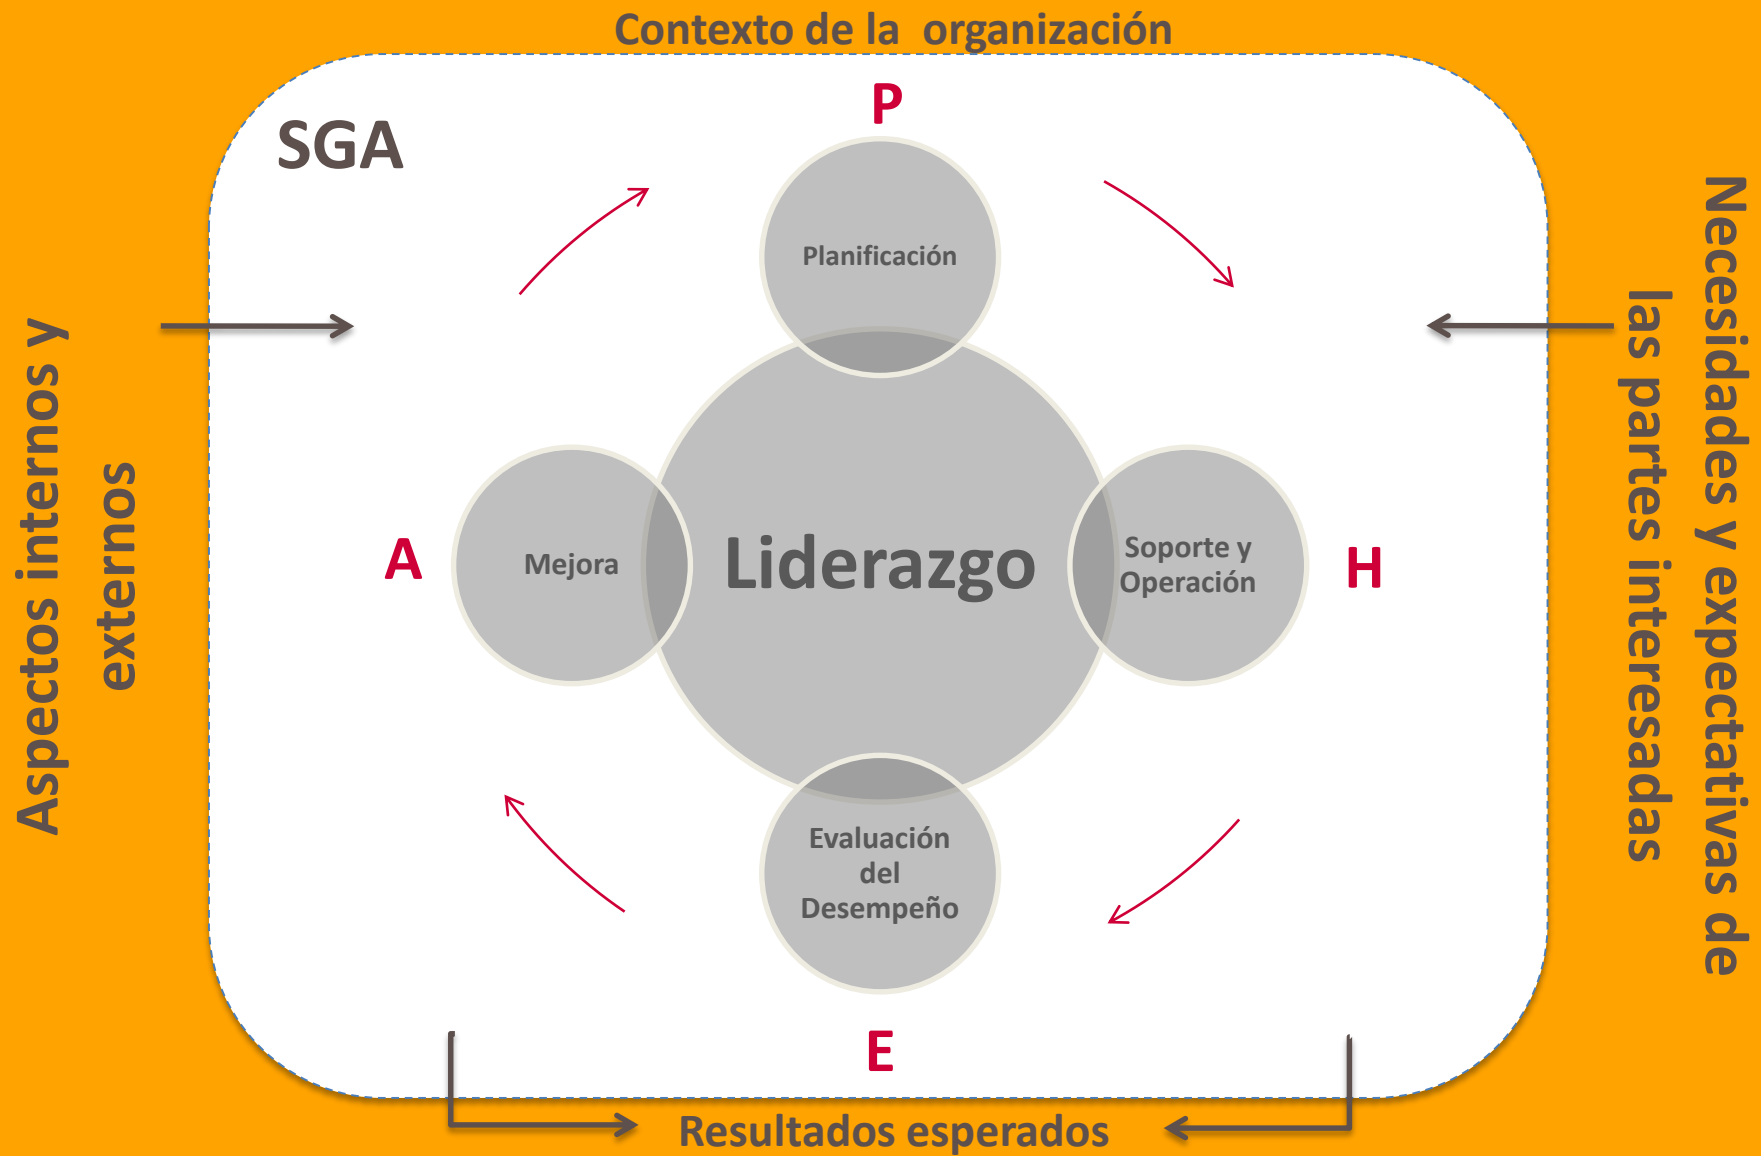 Contexto de la organización
SGA
P
Planificación
Aspectos internos y
externos
Necesidades y expectativas de
las partes interesadas
A
Mejora
Liderazgo
Soporte y
Operación
H
Evaluación
del
Desempeño
E
Resultados esperados